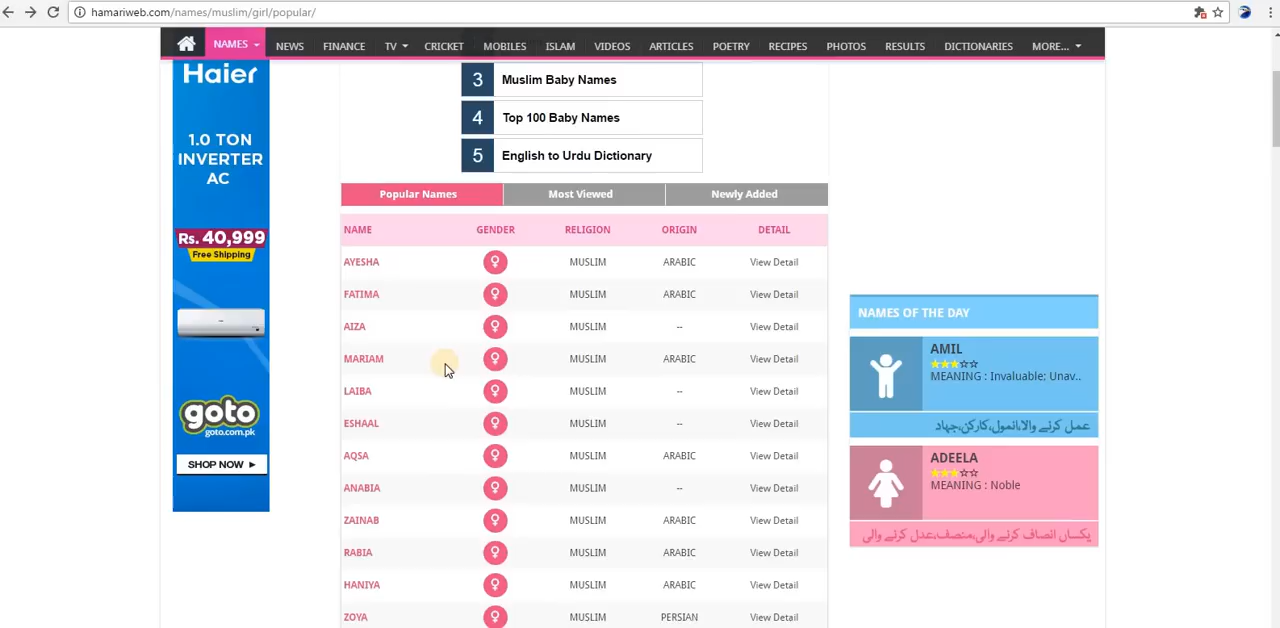 hamariweb.com/names/muslim/girl/popular/
NAMES
NEWS
FINANCE
TV
CRICKET
MOBILES
ISLAM
VIDEOS
ARTICLES
POETRY
RECIPES
PHOTOS
RESULTS
DICTIONARIES
MORE...
Haier
1.0 TON
INVERTER
AC
Rs. 40,999
Free Shipping
goto
goto.com.pk
SHOP NOW
3 Muslim Baby Names
4 Top 100 Baby Names
5 English to Urdu Dictionary
Popular Names Most Viewed Newly Added
NAME GENDER RELIGION ORIGIN DETAIL
AYESHA MUSLIM ARABIC View Detail
FATIMA MUSLIM ARABIC View Detail
AIZA MUSLIM -- View Detail
MARIAM MUSLIM ARABIC View Detail
LAIBA MUSLIM -- View Detail
ESHAAL MUSLIM -- View Detail
AQSA MUSLIM ARABIC View Detail
ANABIA MUSLIM -- View Detail
ZAINAB MUSLIM ARABIC View Detail
RABIA MUSLIM ARABIC View Detail
HANIYA MUSLIM ARABIC View Detail
ZOYA MUSLIM PERSIAN View Detail
NAMES OF THE DAY
AMIL
MEANING : Invaluable; Unav..
عمل کرنے والا،انمول،کارکن،جہاد
ADEELA
MEANING : Noble
یکساں انصاف کرنے والی،منصف،عدل کرنے والی